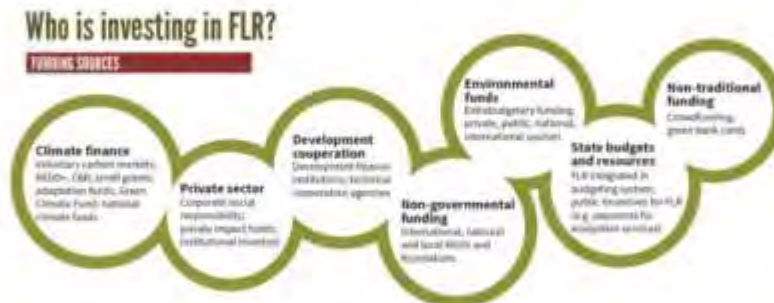 Who is investing in FLR?
FUNDING SOURCES
Climate finance
Voluntary carbon markets;
REDD+, CSR, small grants;
adaptation funds, Green
Climate Fund; national
climate funds
Private sector
Corporate social
responsibility;
private impact funds;
institutional investors
Development
cooperation
Development finance
institutions; technical
cooperation agencies
Non-governmental
funding
International, national
and local NGOs and
foundations
Environmental
funds
Extrabudgetary funding;
private, public, national,
international sources
State budgets
and resources
FLR integrated in
budgeting system;
public incentives for FLR
(e.g. payments for
ecosystem services)
Non-traditional
funding
Crowdfunding,
green bank cards